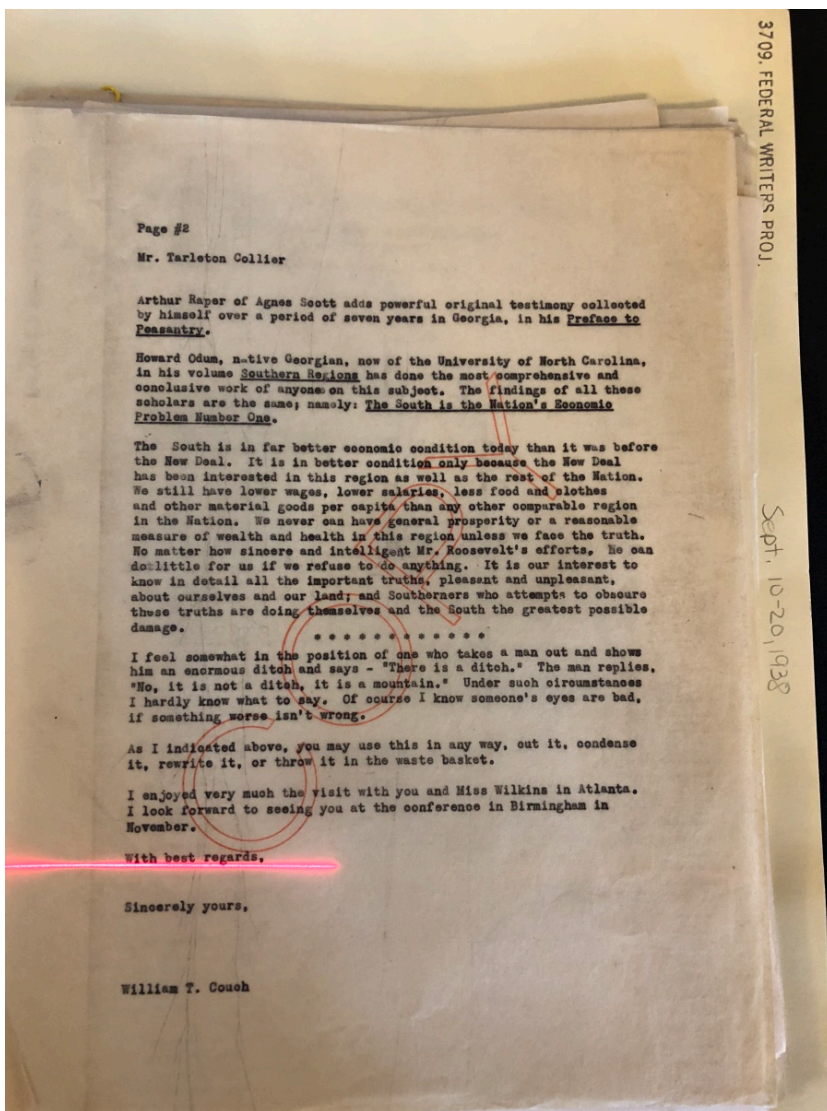 3709. FEDERAL WRITERS PROJ.
Sept. 10-20, 1938
Page #2
Mr. Tarleton Collier
Arthur Raper of Agnes Scott adds powerful original testimony collected
by himself over a period of seven years in Georgia, in his Preface to
Peasantry.
Howard Odum, native Georgian, now of the University of North Carolina,
in his volume Southern Regions has done the most comprehensive and
conclusive work of anyone on this subject. The findings of all these
scholars are the same; namely: The South is the Nation's Economic
Problem Number One.
The South is in far better economic condition today than it was before
the New Deal. It is in better condition only because the New Deal
has been interested in this region as well as the rest of the Nation.
We still have lower wages, lower salaries, less food and clothes
and other material goods per capita than any other comparable region
in the Nation. We never can have general prosperity or a reasonable
measure of wealth and health in this region unless we face the truth.
No matter how sincere and intelligent Mr. Roosevelt's efforts, He can
do little for us if we refuse to do anything. It is our interest to
know in detail all the important truths, pleasant and unpleasant,
about ourselves and our land; and Southerners who attempts to obscure
these truths are doing themselves and the South the greatest possible
damage.
* * * * * * * * * * * *
I feel somewhat in the position of one who takes a man out and shows
him an enormous ditch and says - "There is a ditch." The man replies,
"No, it is not a ditch, it is a mountain." Under such circumstances
I hardly know what to say. Of course I know someone's eyes are bad,
if something worse isn't wrong.
As I indicated above, you may use this in any way, cut it, condense
it, rewrite it, or throw it in the waste basket.
I enjoyed very much the visit with you and Miss Wilkins in Atlanta.
I look forward to seeing you at the conference in Birmingham in
November.
With best regards,
Sincerely yours,
William T. Couch
COPY